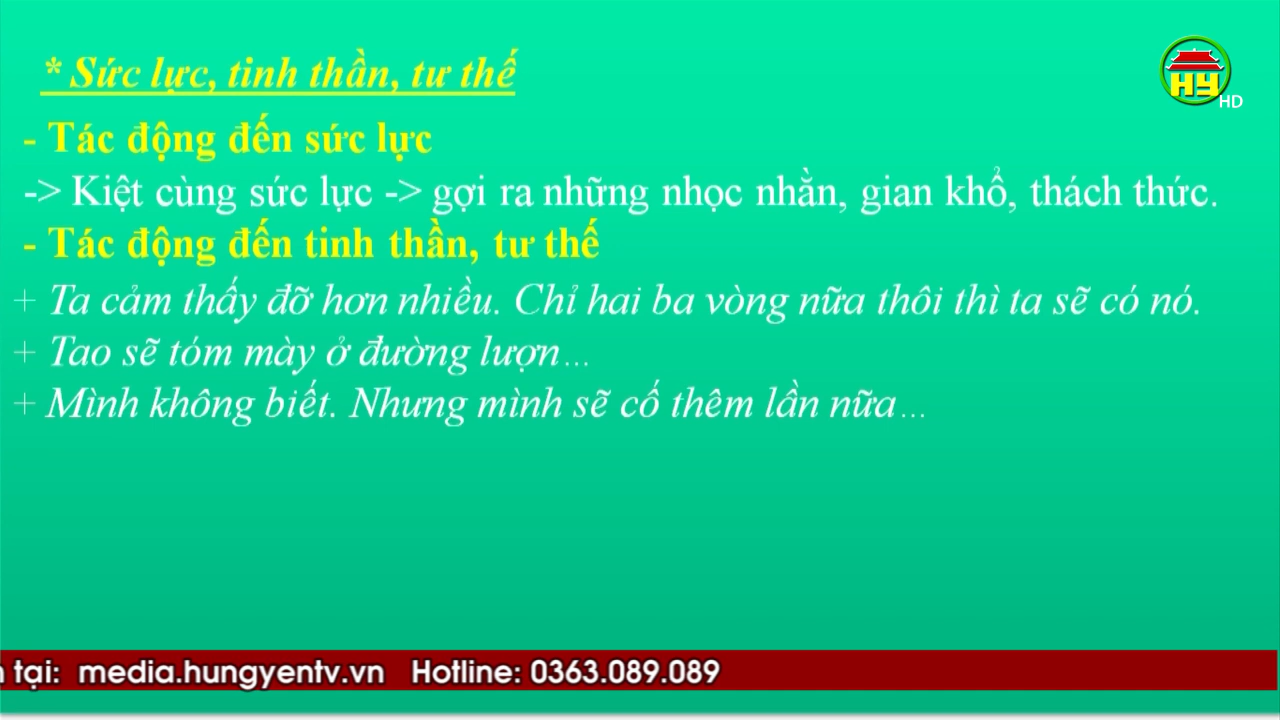 * Sức lực, tinh thần, tư thế
HY
HD
- Tác động đến sức lực
-> Kiệt cùng sức lực -> gợi ra những nhọc nhằn, gian khổ, thách thức.
- Tác động đến tinh thần, tư thế
+ Ta cảm thấy đỡ hơn nhiều. Chỉ hai ba vòng nữa thôi thì ta sẽ có nó.
+ Tao sẽ tóm mày ở đường lượn...
+ Mình không biết. Nhưng mình sẽ cố thêm lần nữa...
tại: media.hungyentv.vn Hotline: 0363.089.089